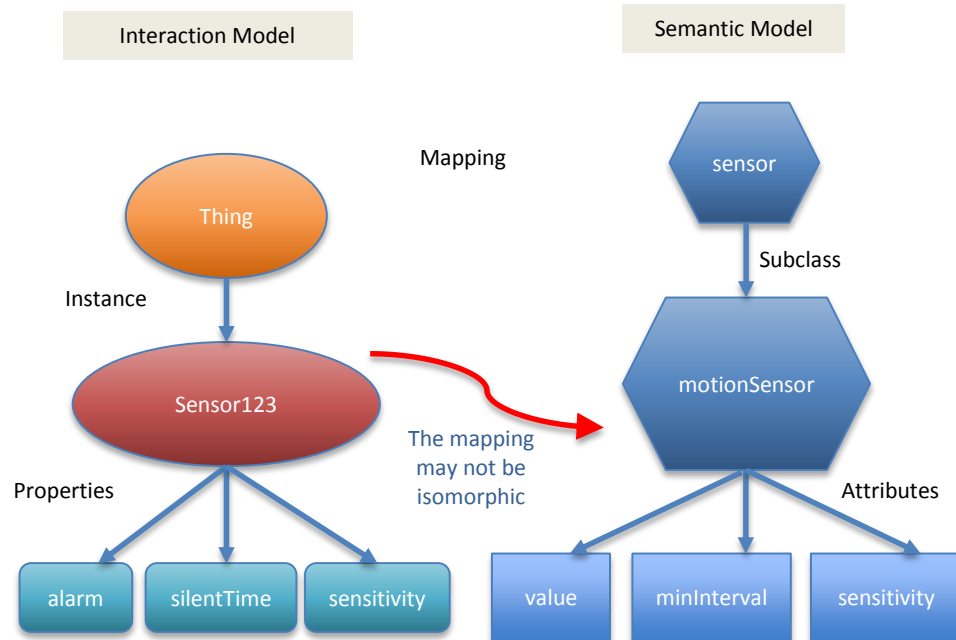 Interaction Model
Semantic Model
Mapping
sensor
Thing
Subclass
Instance
motionSensor
Sensor123
The mapping
may not be
isomorphic
Properties
Attributes
alarm
silentTime
sensitivity
value
minInterval
sensitivity